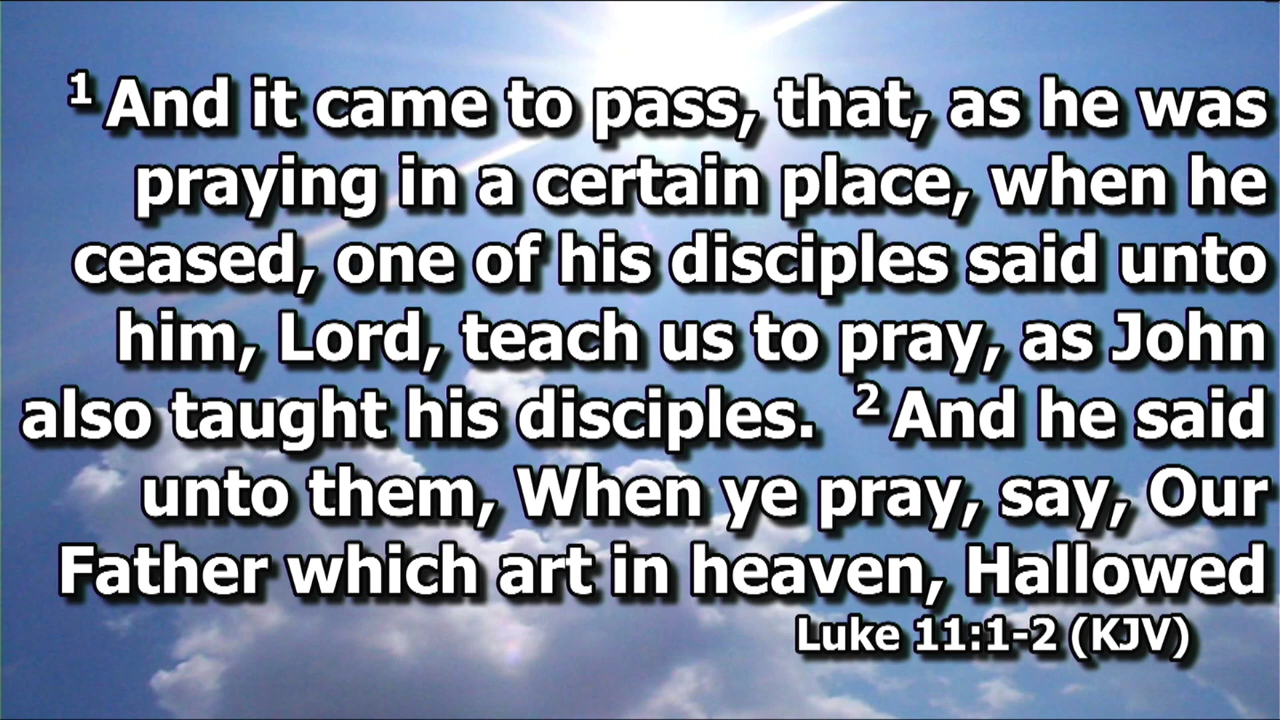 1 And it came to pass, that, as he was
praying in a certain place, when he
ceased, one of his disciples said unto
him, Lord, teach us to pray, as John
also taught his disciples. 2 And he said
unto them, When ye pray, say, Our
Father which art in heaven, Hallowed
Luke 11:1-2 (KJV)